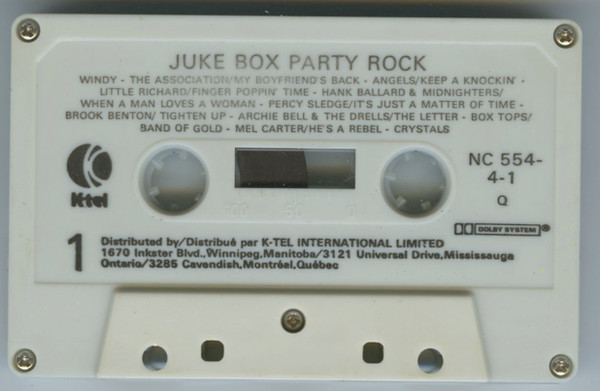 JUKE BOX PARTY ROCK
WINDY - THE ASSOCIATION/MY BOYFRIEND'S BACK - ANGELS/KEEP A KNOCKIN' -
LITTLE RICHARD/FINGER POPPIN' TIME - HANK BALLARD & MIDNIGHTERS/
WHEN A MAN LOVES A WOMAN - PERCY SLEDGE/IT'S JUST A MATTER OF TIME -
BROOK BENTON/ TIGHTEN UP - ARCHIE BELL & THE DRELLS/THE LETTER - BOX TOPS/
BAND OF GOLD - MEL CARTER/HE'S A REBEL - CRYSTALS
K-tel
NC 554-
4-1
Q
100 50 0
DOLBY SYSTEM®
1
Distributed by/Distribué par K-TEL INTERNATIONAL LIMITED
1670 Inkster Blvd.,Winnipeg,Manitoba/3121 Universal Drive,Mississauga
Ontario/3285 Cavendish,Montréal,Québec